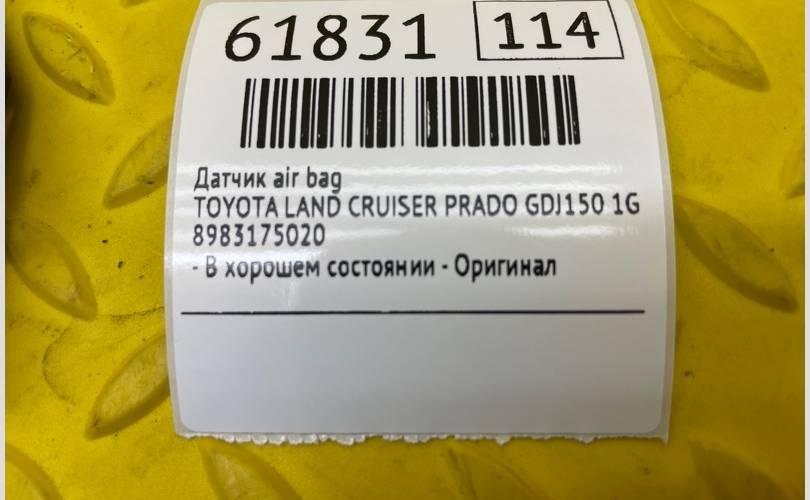 61831 114
Датчик air bag
TOYOTA LAND CRUISER PRADO GDJ150 1G
8983175020
- В хорошем состоянии - Оригинал